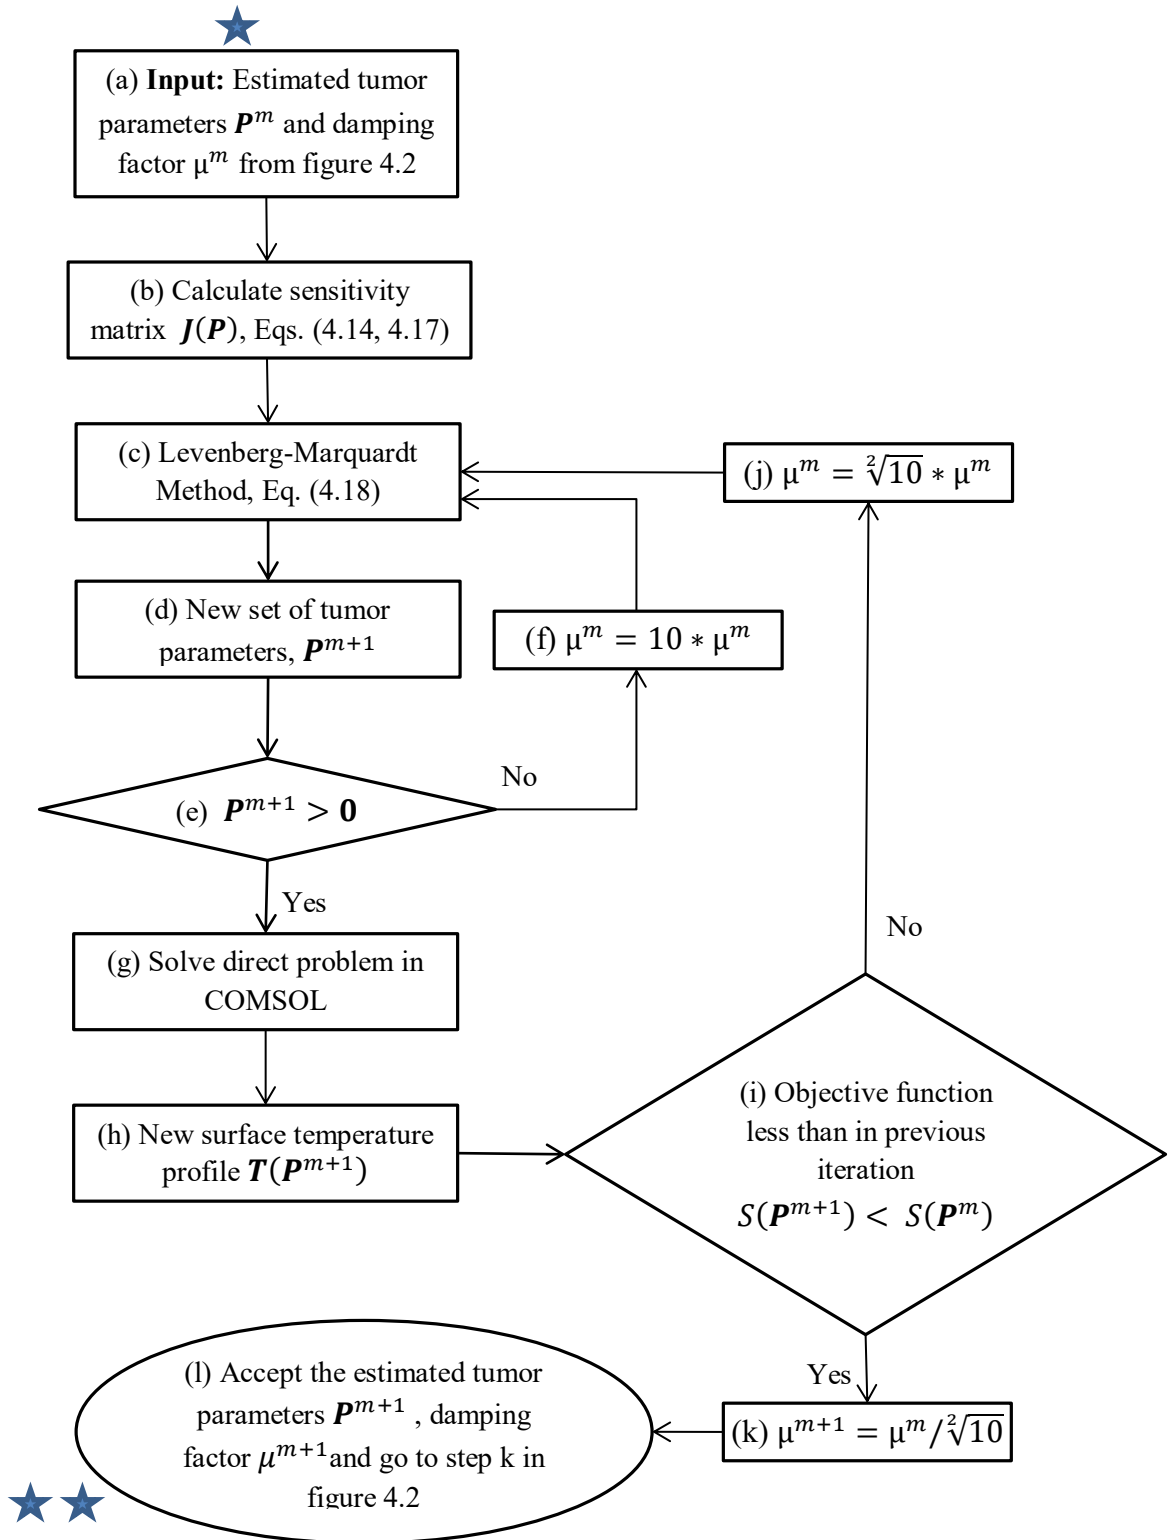 (a) Input: Estimated tumor
parameters P^m and damping
factor μ^m from figure 4.2
(b) Calculate sensitivity
matrix J(P), Eqs. (4.14, 4.17)
(c) Levenberg-Marquardt
Method, Eq. (4.18)
(j) μ^m = \sqrt[2]{10} * μ^m
(d) New set of tumor
parameters, P^{m+1}
(f) μ^m = 10 * μ^m
No
(e) P^{m+1} > 0
Yes
No
(g) Solve direct problem in
COMSOL
(h) New surface temperature
profile T(P^{m+1})
(i) Objective function
less than in previous
iteration
S(P^{m+1}) < S(P^m)
Yes
(k) μ^{m+1} = μ^m/\sqrt[2]{10}
(l) Accept the estimated tumor
parameters P^{m+1} , damping
factor μ^{m+1}and go to step k in
figure 4.2